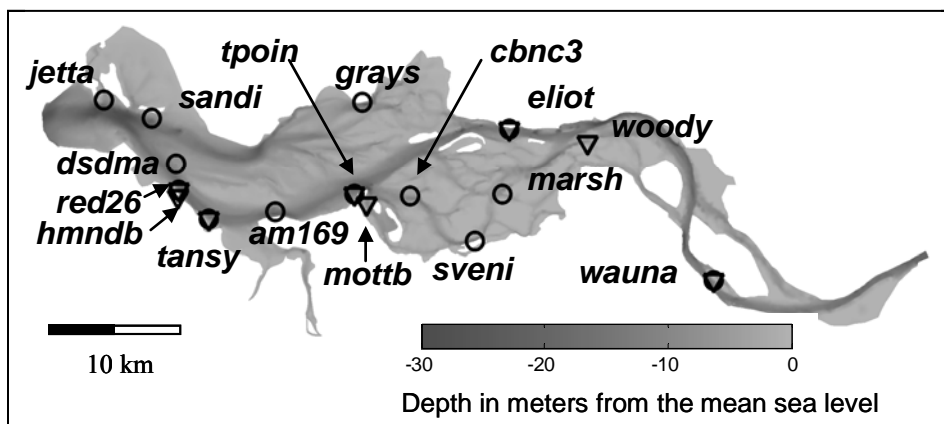 tpoin
cbnc3
jetta
grays
sandi
eliot
woody
dsdma
marsh
red26
hmndb
am169
tansy
mottb
sveni
wauna
10 km
-30 -20 -10 0
Depth in meters from the mean sea level